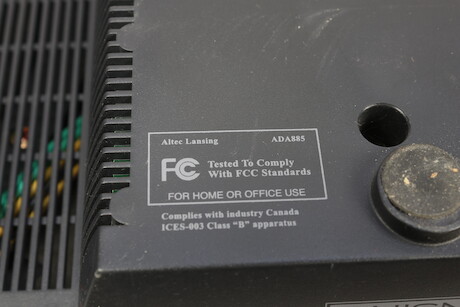 Altec Lansing ADA885
FC Tested To Comply
With FCC Standards
FOR HOME OR OFFICE USE
Complies with industry Canada
ICES-003 Class "B" apparatus